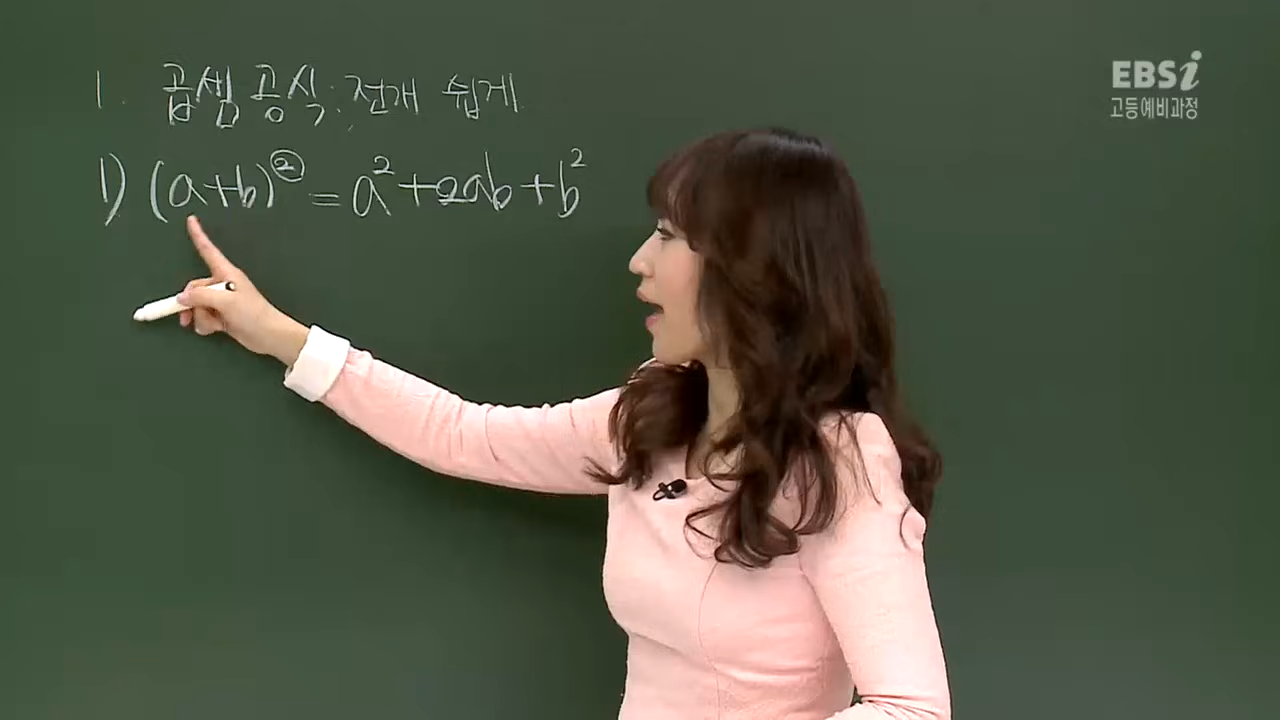 1. 곱셈 공식 : 전개 쉽게
1) (a+b)² = a² + 2ab + b²
EBSi
고등예비과정